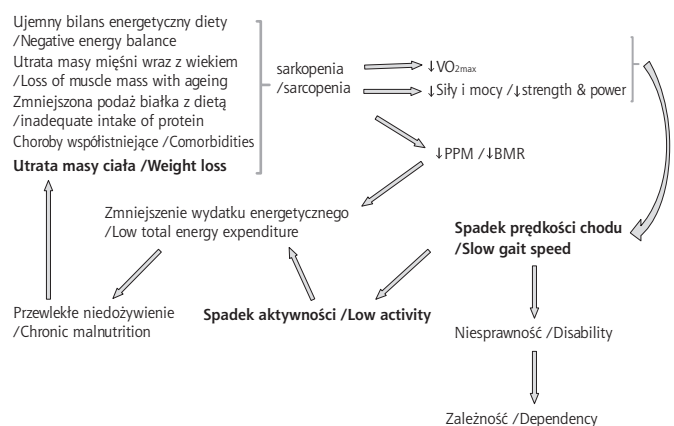 Ujemny bilans energetyczny diety
/Negative energy balance
Utrata masy mięśni wraz z wiekiem
/Loss of muscle mass with ageing
Zmniejszona podaż białka z dietą
/inadequate intake of protein
Choroby współistniejące /Comorbidities
Utrata masy ciała /Weight loss
sarkopenia
/sarcopenia
↓VO2max
↓Siły i mocy /↓strength & power
↓PPM /↓BMR
Zmniejszenie wydatku energetycznego
/Low total energy expenditure
Spadek prędkości chodu
/Slow gait speed
Przewlekłe niedożywienie
/Chronic malnutrition
Spadek aktywności /Low activity
Niesprawność /Disability
Zależność /Dependency